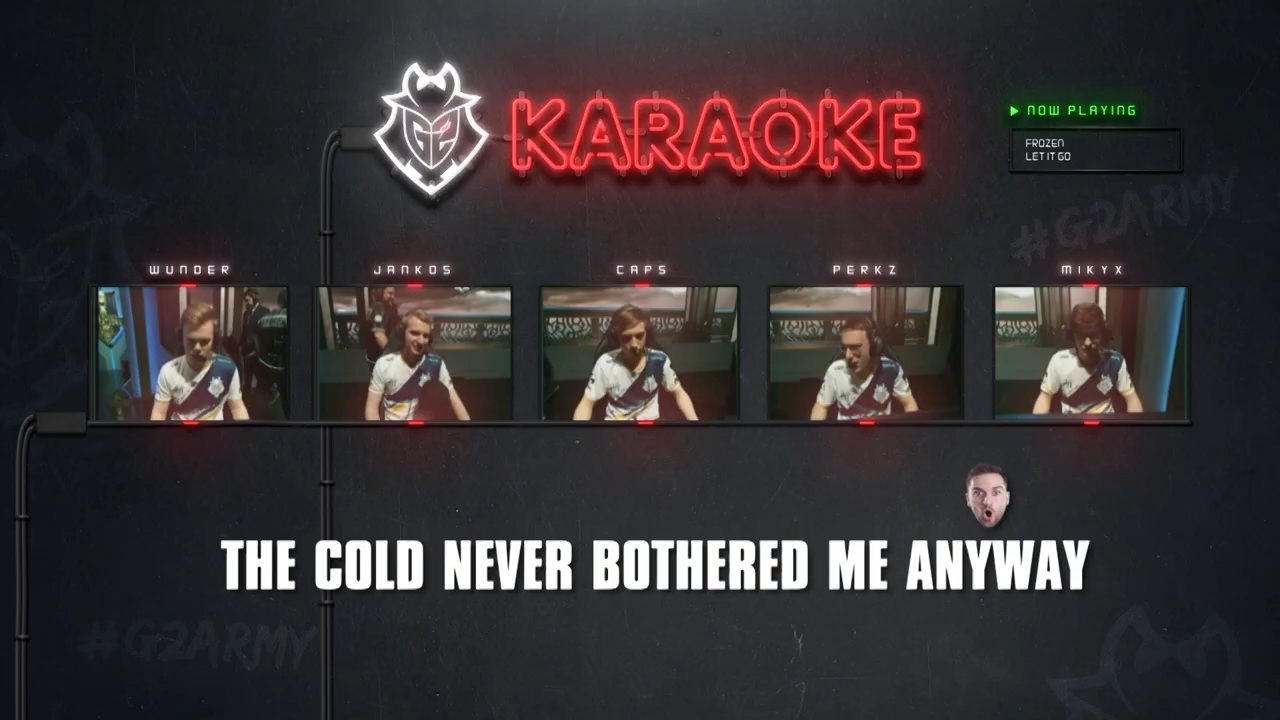 G2
KARAOKE
NOW PLAYING
FROZEN
LET IT GO
#G2ARMY
WUNDER
JANKOS
CAPS
PERKZ
MIKYX
THE COLD NEVER BOTHERED ME ANYWAY
#G2ARMY